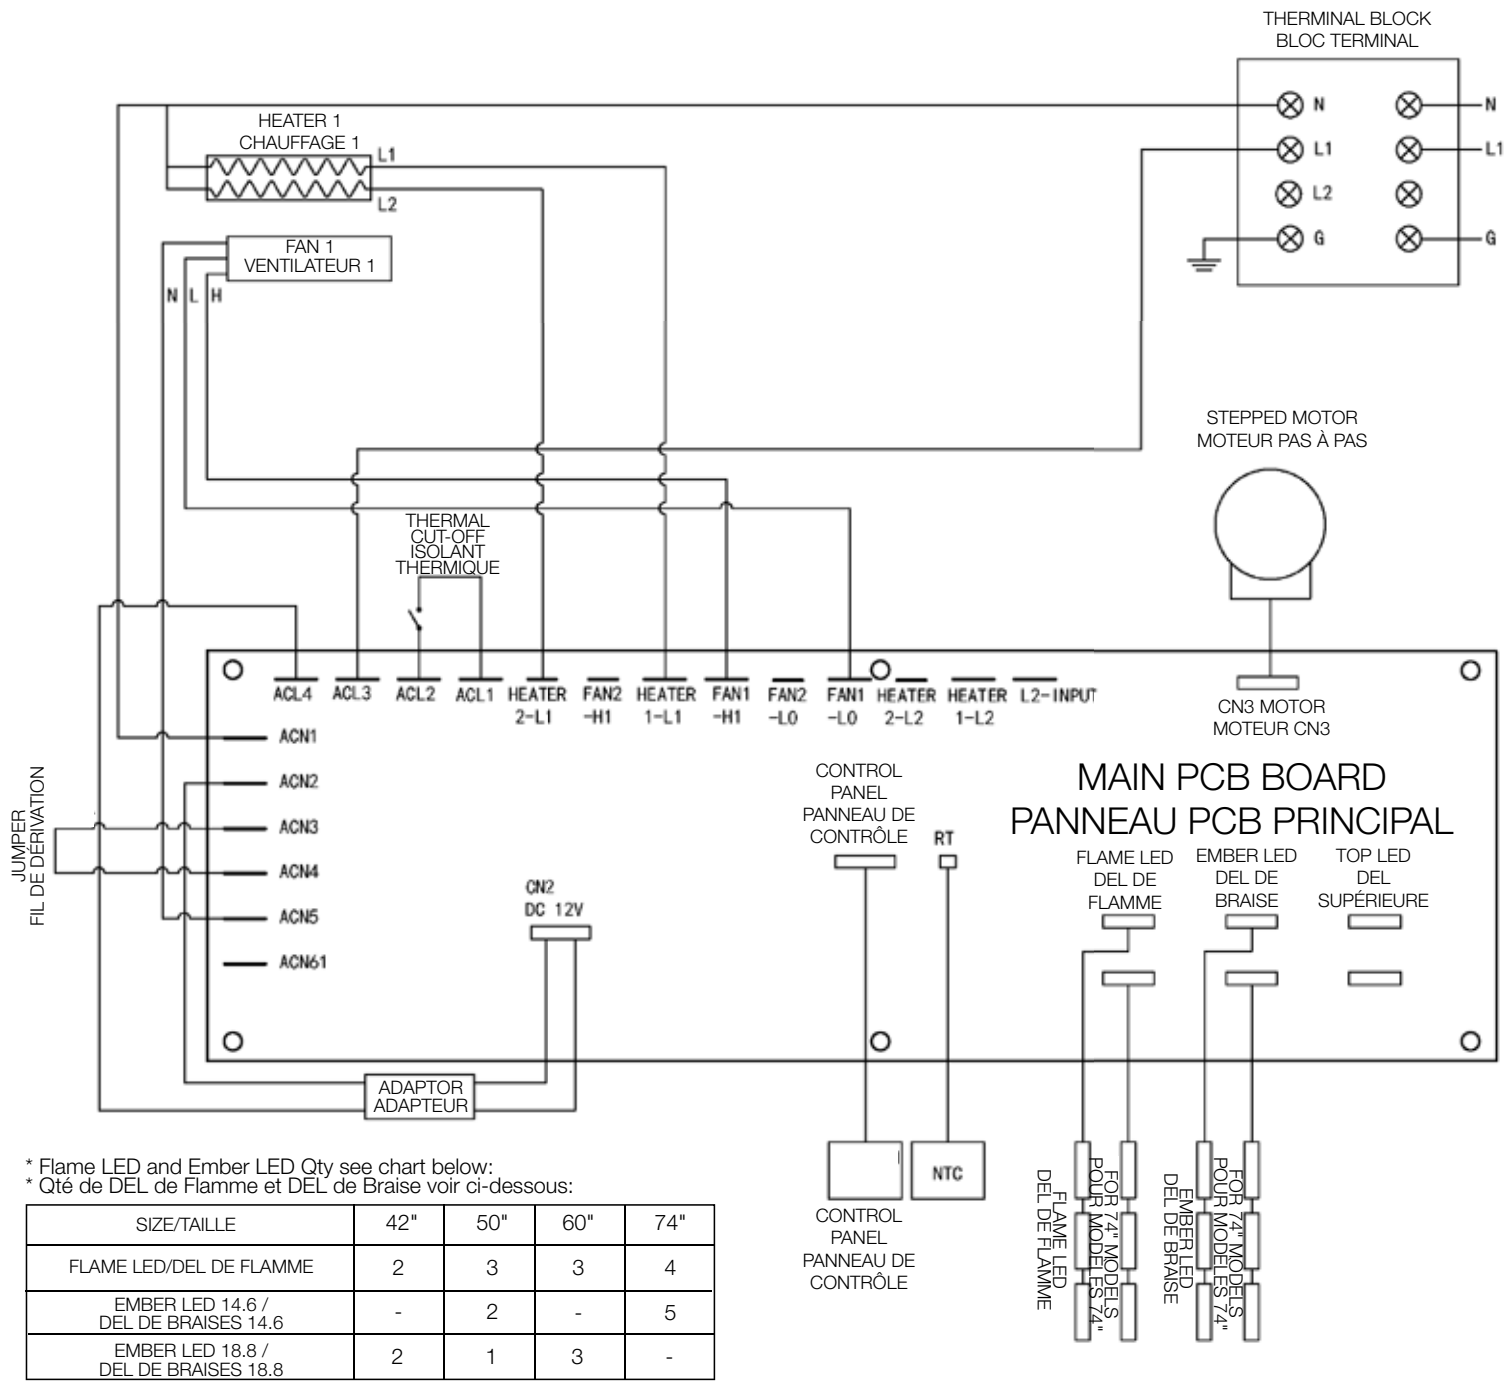 THERMINAL BLOCK
BLOC TERMINAL
N
N
L1
L1
L2
G
G
HEATER 1
CHAUFFAGE 1
L1
L2
FAN 1
VENTILATEUR 1
N
L
H
STEPPED MOTOR
MOTEUR PAS À PAS
THERMAL
CUT-OFF
ISOLANT
THERMIQUE
ACL4
ACL3
ACL2
ACL1
HEATER
2-L1
FAN2
-H1
HEATER
1-L1
FAN1
-H1
FAN2
-LO
FAN1
-LO
HEATER
2-L2
HEATER
1-L2
L2-INPUT
CN3 MOTOR
MOTEUR CN3
ACN1
ACN2
ACN3
ACN4
ACN5
ACN61
JUMPER
FIL DE DÉRIVATION
MAIN PCB BOARD
PANNEAU PCB PRINCIPAL
CONTROL
PANEL
PANNEAU DE
CONTRÔLE
RT
FLAME LED
DEL DE
FLAMME
EMBER LED
DEL DE
BRAISE
TOP LED
DEL
SUPÉRIEURE
CN2
DC 12V
ADAPTOR
ADAPTEUR
NTC
CONTROL
PANEL
PANNEAU DE
CONTRÔLE
FLAME LED
DEL DE FLAMME
FOR 74" MODELS
POUR MODELES 74"
EMBER LED
DEL DE BRAISE
FOR 74" MODELS
POUR MODELES 74"
* Flame LED and Ember LED Qty see chart below:
* Qté de DEL de Flamme et DEL de Braise voir ci-dessous:
SIZE/TAILLE 42" 50" 60" 74"
FLAME LED/DEL DE FLAMME 2 3 3 4
EMBER LED 14.6 /
DEL DE BRAISES 14.6 - 2 - 5
EMBER LED 18.8 /
DEL DE BRAISES 18.8 2 1 3 -